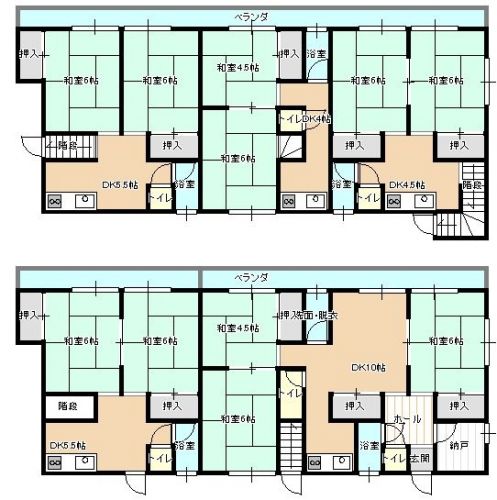 ベランダ
押入
和室6帖
和室6帖
和室4.5帖
押入
浴室
和室6帖
和室6帖
トイレ
DK4帖
階段
押入
和室6帖
押入
押入
DK5.5帖
トイレ
浴室
浴室
トイレ
DK4.5帖
階段
ベランダ
押入
和室6帖
和室6帖
和室4.5帖
押入
洗面・脱衣
DK10帖
和室6帖
トイレ
階段
押入
和室6帖
押入
ホール
押入
DK5.5帖
トイレ
浴室
浴室
トイレ
玄関
納戸